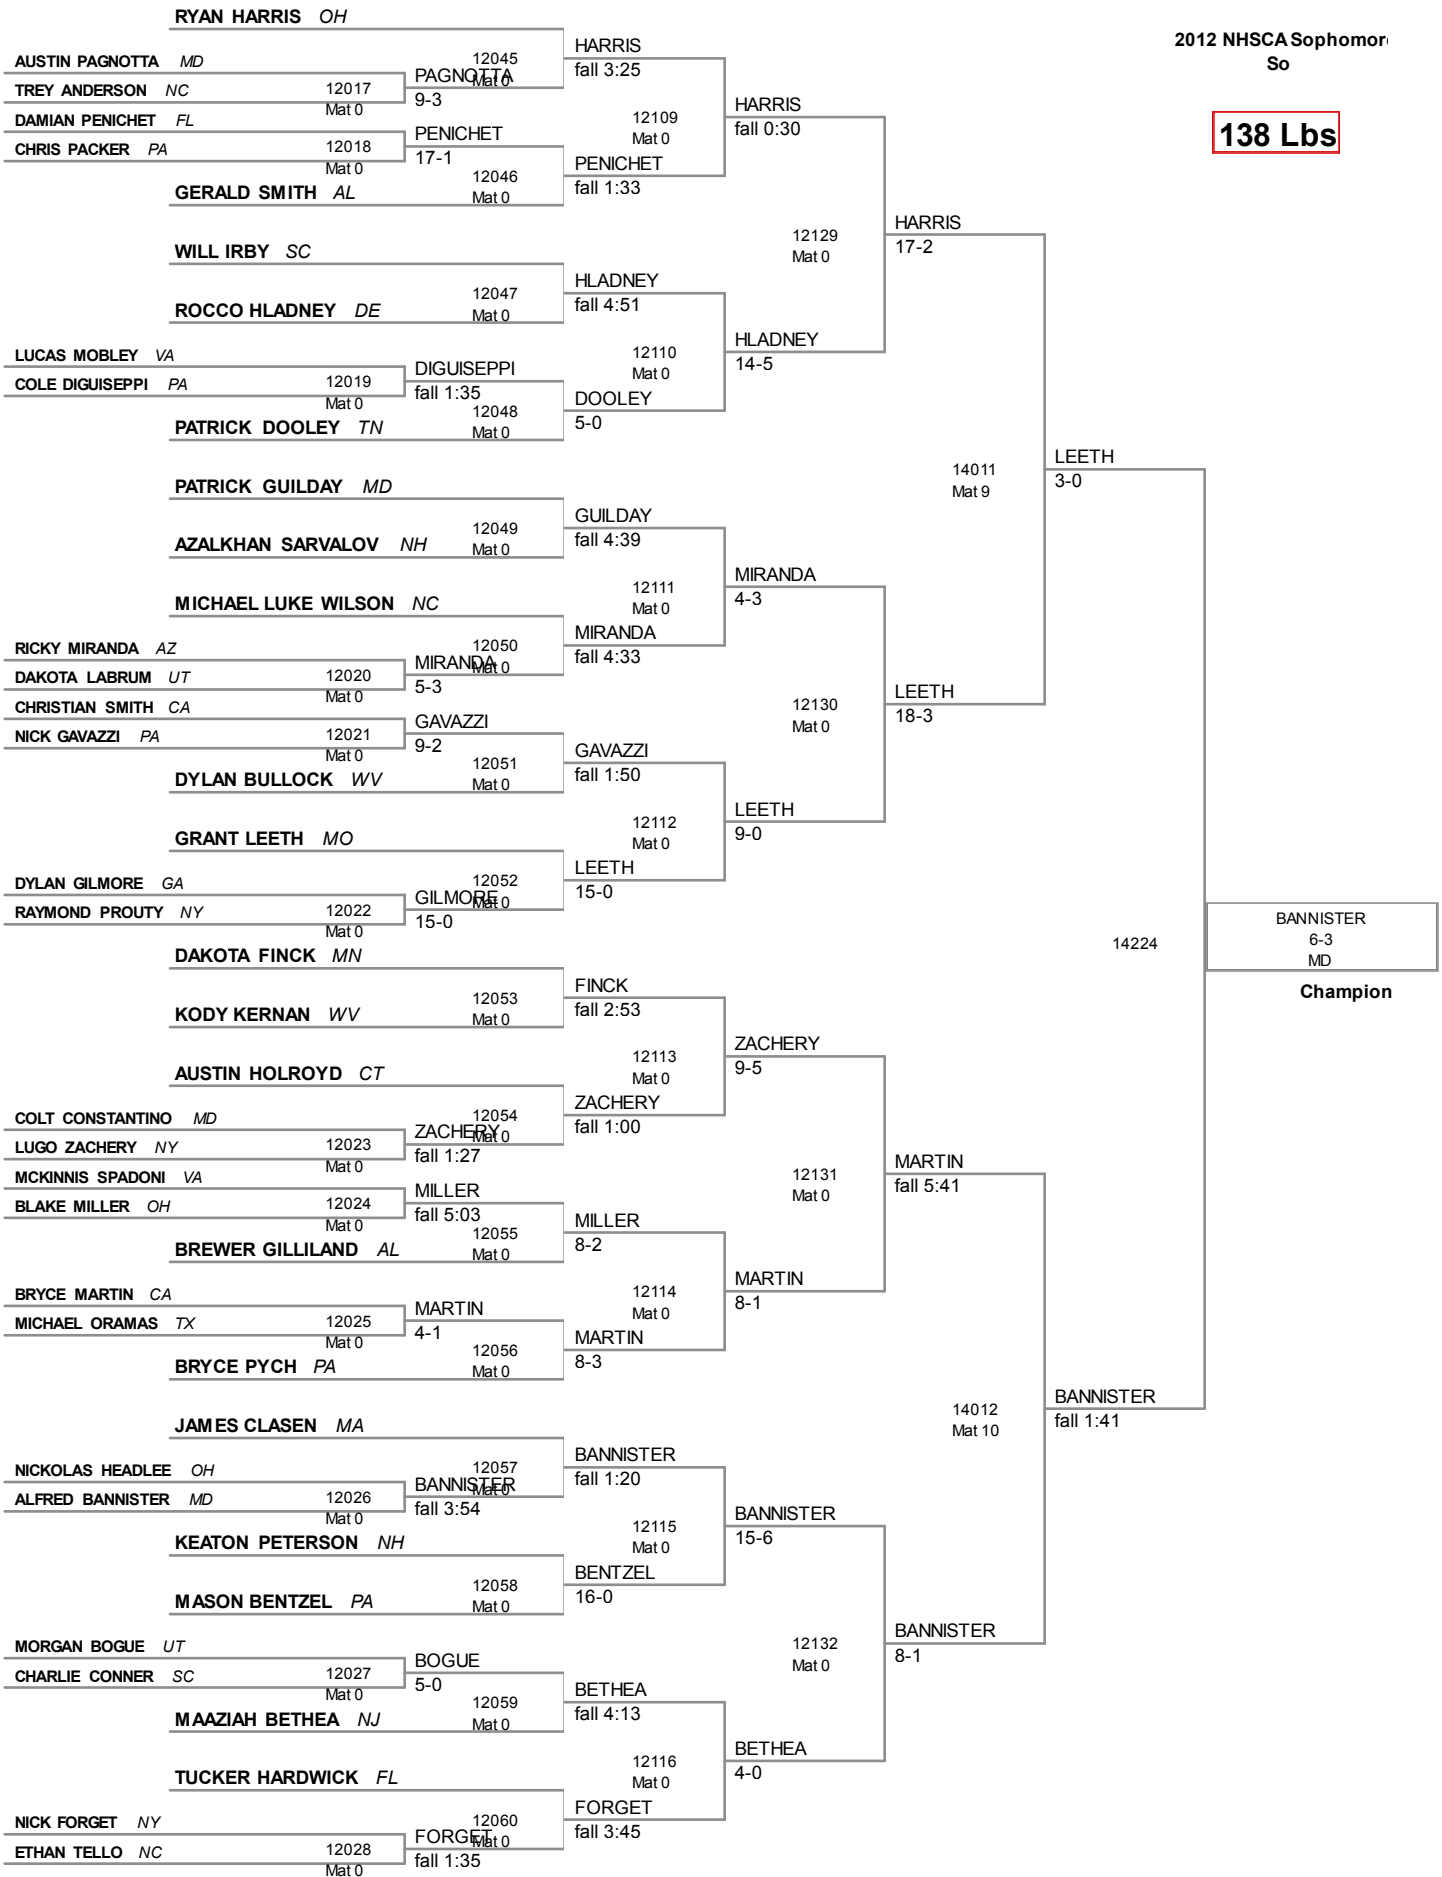 RYAN HARRIS OH
2012 NHSCA Sophomor
So
138 Lbs
AUSTIN PAGNOTTA MD
TREY ANDERSON NC
12017
Mat 0
PAGNOTTA
9-3
12045
Mat 0
HARRIS
fall 3:25
DAMIAN PENICHET FL
CHRIS PACKER PA
12018
Mat 0
PENICHET
17-1
GERALD SMITH AL
12046
Mat 0
PENICHET
fall 1:33
12109
Mat 0
HARRIS
fall 0:30
WILL IRBY SC
ROCCO HLADNEY DE
12047
Mat 0
HLADNEY
fall 4:51
LUCAS MOBLEY VA
COLE DIGUISEPPI PA
12019
Mat 0
DIGUISEPPI
fall 1:35
PATRICK DOOLEY TN
12048
Mat 0
DOOLEY
5-0
12110
Mat 0
HLADNEY
14-5
12129
Mat 0
HARRIS
17-2
PATRICK GUILDAY MD
AZALKHAN SARVALOV NH
12049
Mat 0
GUILDAY
fall 4:39
MICHAEL LUKE WILSON NC
RICKY MIRANDA AZ
DAKOTA LABRUM UT
12020
Mat 0
MIRANDA
5-3
12050
Mat 0
MIRANDA
fall 4:33
12111
Mat 0
MIRANDA
4-3
CHRISTIAN SMITH CA
NICK GAVAZZI PA
12021
Mat 0
GAVAZZI
9-2
DYLAN BULLOCK WV
12051
Mat 0
GAVAZZI
fall 1:50
GRANT LEETH MO
DYLAN GILMORE GA
RAYMOND PROUTY NY
12022
Mat 0
GILMORE
15-0
12052
Mat 0
LEETH
15-0
12112
Mat 0
LEETH
9-0
12130
Mat 0
LEETH
18-3
14011
Mat 9
LEETH
3-0
DAKOTA FINCK MN
KODY KERNAN WV
12053
Mat 0
FINCK
fall 2:53
AUSTIN HOLROYD CT
COLT CONSTANTINO MD
LUGO ZACHERY NY
12023
Mat 0
ZACHERY
fall 1:27
12054
Mat 0
ZACHERY
fall 1:00
12113
Mat 0
ZACHERY
9-5
MCKINNIS SPADONI VA
BLAKE MILLER OH
12024
Mat 0
MILLER
fall 5:03
BREWER GILLILAND AL
12055
Mat 0
MILLER
8-2
BRYCE MARTIN CA
MICHAEL ORAMAS TX
12025
Mat 0
MARTIN
4-1
BRYCE PYCH PA
12056
Mat 0
MARTIN
8-3
12114
Mat 0
MARTIN
8-1
12131
Mat 0
MARTIN
fall 5:41
JAMES CLASEN MA
NICKOLAS HEADLEE OH
ALFRED BANNISTER MD
12026
Mat 0
BANNISTER
fall 3:54
12057
Mat 0
BANNISTER
fall 1:20
KEATON PETERSON NH
MASON BENTZEL PA
12058
Mat 0
BENTZEL
16-0
12115
Mat 0
BANNISTER
15-6
MORGAN BOGUE UT
CHARLIE CONNER SC
12027
Mat 0
BOGUE
5-0
MAAZIAH BETHEA NJ
12059
Mat 0
BETHEA
fall 4:13
TUCKER HARDWICK FL
NICK FORGET NY
ETHAN TELLO NC
12028
Mat 0
FORGET
fall 1:35
12060
Mat 0
FORGET
fall 3:45
12116
Mat 0
BETHEA
4-0
12132
Mat 0
BANNISTER
8-1
14012
Mat 10
BANNISTER
fall 1:41
14224
BANNISTER
6-3
MD
Champion